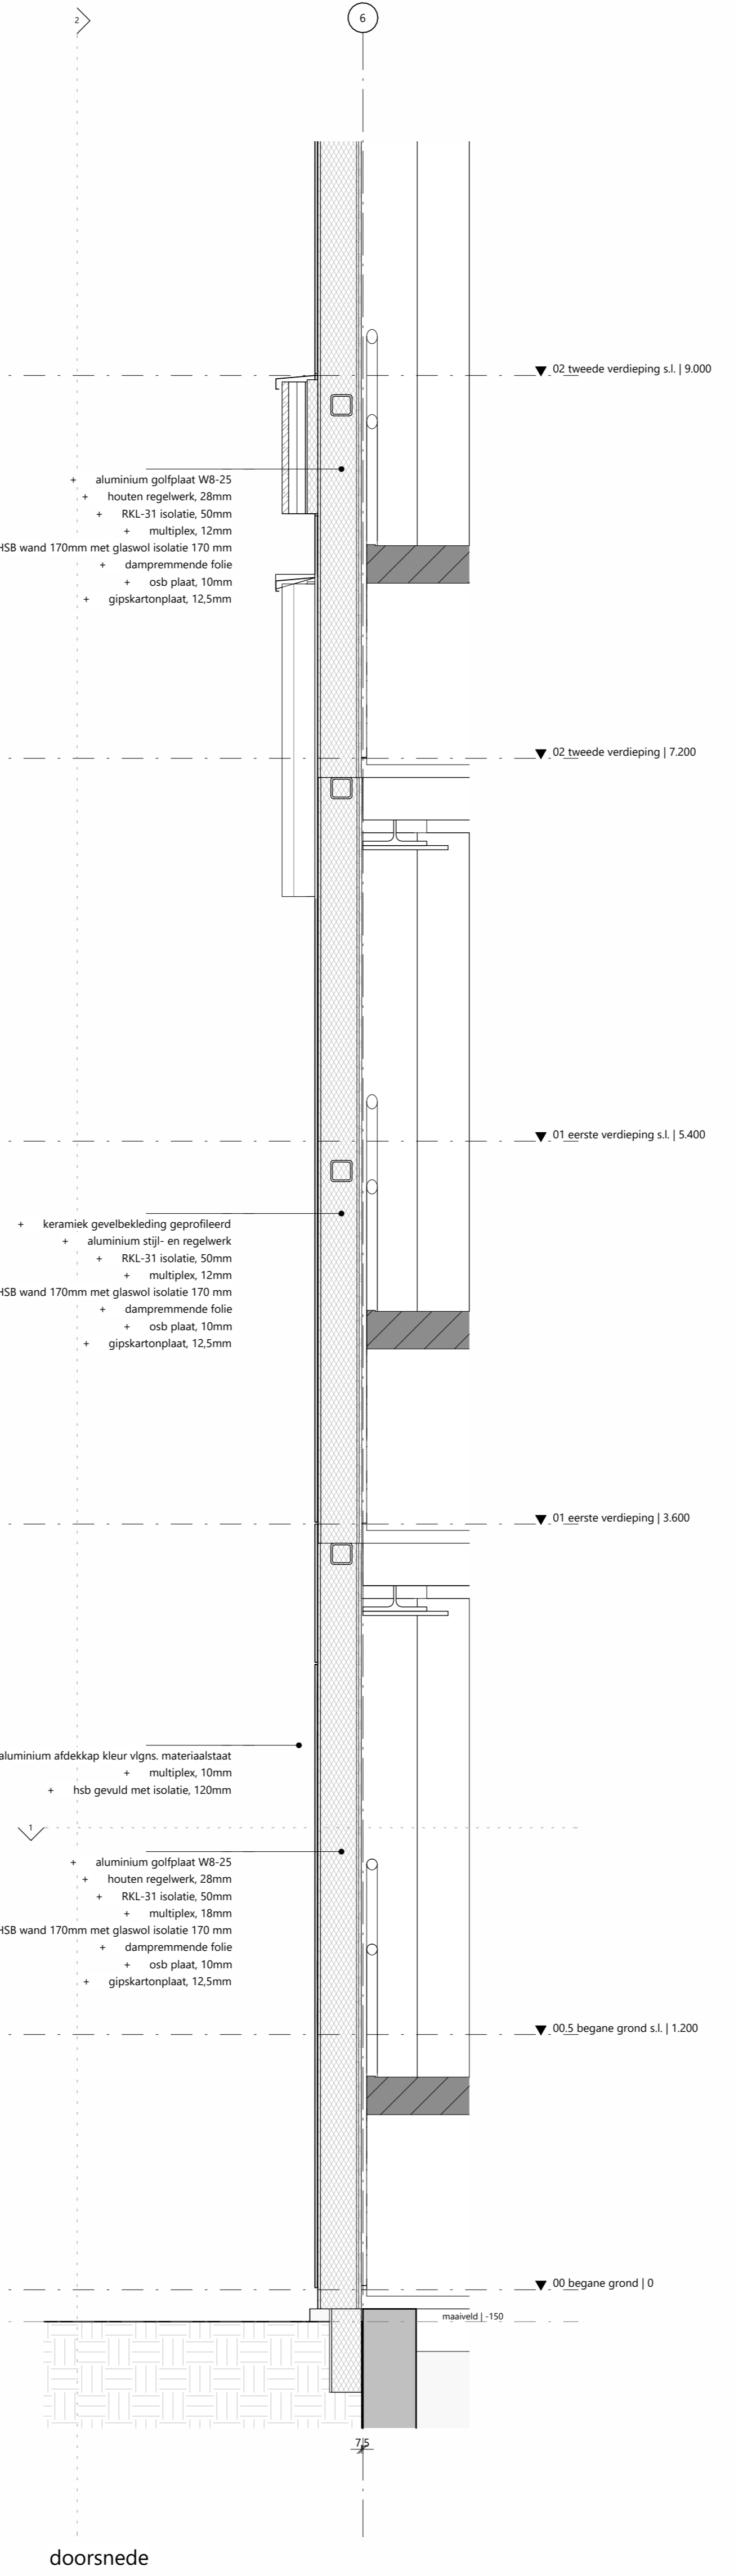 2
6
02 tweede verdieping s.l. | 9.000
+ aluminium golfplaat W8-25
+ houten regelwerk, 28mm
+ RKL-31 isolatie, 50mm
+ multiplex, 12mm
HSB wand 170mm met glaswol isolatie 170 mm
+ dampremmende folie
+ osb plaat, 10mm
+ gipskartonplaat, 12,5mm
02 tweede verdieping | 7.200
01 eerste verdieping s.l. | 5.400
+ keramiek gevelbekleding geprofileerd
+ aluminium stijl- en regelwerk
+ RKL-31 isolatie, 50mm
+ multiplex, 12mm
HSB wand 170mm met glaswol isolatie 170 mm
+ dampremmende folie
+ osb plaat, 10mm
+ gipskartonplaat, 12,5mm
01 eerste verdieping | 3.600
aluminium afdekkap kleur vlgns. materiaalstaat
+ multiplex, 10mm
+ hsb gevuld met isolatie, 120mm
1
+ aluminium golfplaat W8-25
+ houten regelwerk, 28mm
+ RKL-31 isolatie, 50mm
+ multiplex, 18mm
HSB wand 170mm met glaswol isolatie 170 mm
+ dampremmende folie
+ osb plaat, 10mm
+ gipskartonplaat, 12,5mm
00.5 begane grond s.l. | 1.200
00 begane grond | 0
maaiveld | -150
7,5
doorsnede